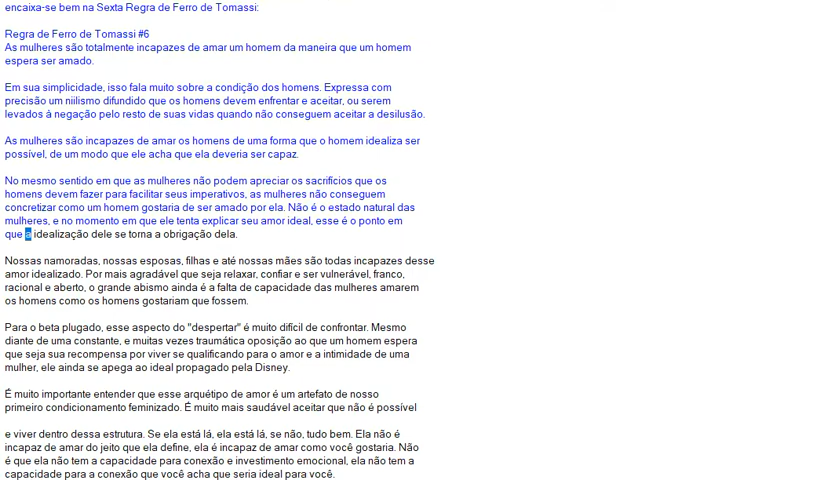 encaixa-se bem na Sexta Regra de Ferro de Tomassi:
Regra de Ferro de Tomassi #6
As mulheres são totalmente incapazes de amar um homem da maneira que um homem
espera ser amado.
Em sua simplicidade, isso fala muito sobre a condição dos homens. Expressa com
precisão um niilismo difundido que os homens devem enfrentar e aceitar, ou serem
levados à negação pelo resto de suas vidas quando não conseguem aceitar a desilusão.
As mulheres são incapazes de amar os homens de uma forma que o homem idealiza ser
possível, de um modo que ele acha que ela deveria ser capaz.
No mesmo sentido em que as mulheres não podem apreciar os sacrifícios que os
homens devem fazer para facilitar seus imperativos, as mulheres não conseguem
concretizar como um homem gostaria de ser amado por ela. Não é o estado natural das
mulheres, e no momento em que ele tenta explicar seu amor ideal, esse é o ponto em
que a idealização dele se torna a obrigação dela.
Nossas namoradas, nossas esposas, filhas e até nossas mães são todas incapazes desse
amor idealizado. Por mais agradável que seja relaxar, confiar e ser vulnerável, franco,
racional e aberto, o grande abismo ainda é a falta de capacidade das mulheres amarem
os homens como os homens gostariam que fossem.
Para o beta plugado, esse aspecto do "despertar" é muito difícil de confrontar. Mesmo
diante de uma constante, e muitas vezes traumática oposição ao que um homem espera
que seja sua recompensa por viver se qualificando para o amor e a intimidade de uma
mulher, ele ainda se apega ao ideal propagado pela Disney.
É muito importante entender que esse arquétipo de amor é um artefato de nosso
primeiro condicionamento feminizado. É muito mais saudável aceitar que não é possível
e viver dentro dessa estrutura. Se ela está lá, ela está lá, se não, tudo bem. Ela não é
incapaz de amar do jeito que ela define, ela é incapaz de amar como você gostaria. Não
é que ela não tem a capacidade para conexão e investimento emocional, ela não tem a
capacidade para a conexão que você acha que seria ideal para você.